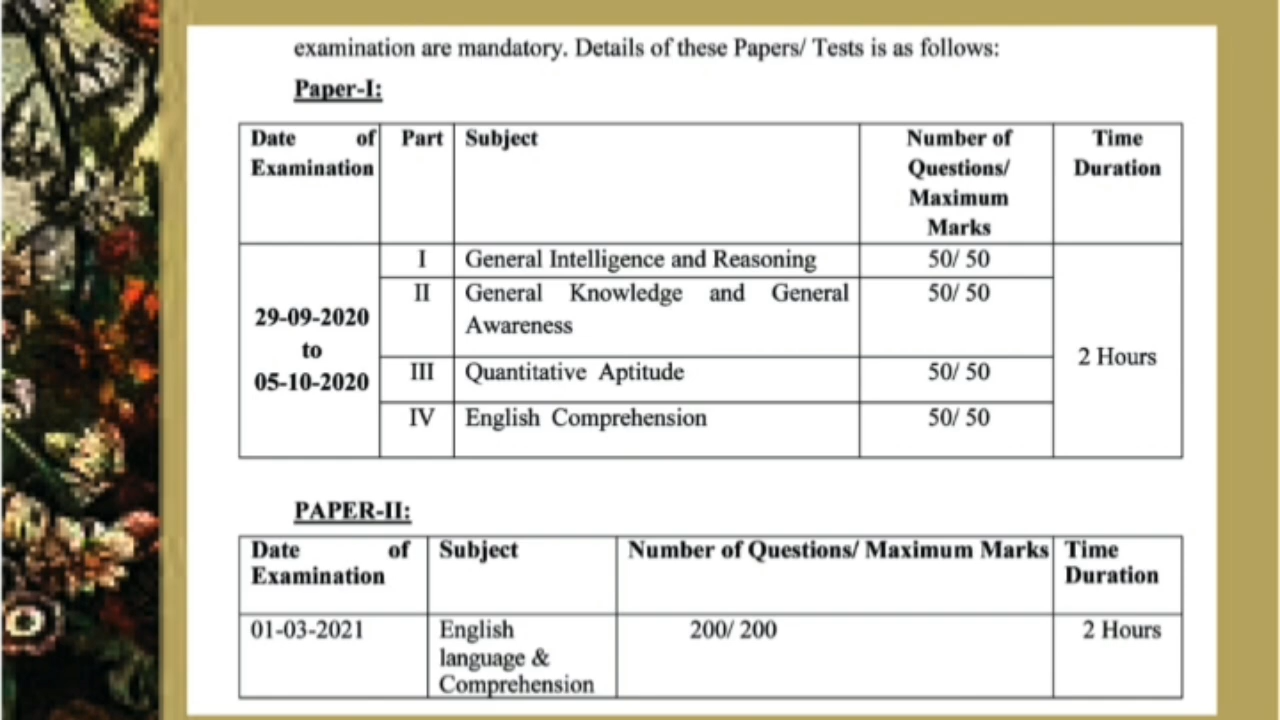 examination are mandatory. Details of these Papers/ Tests is as follows:
Paper-I:
Date of Examination | Part | Subject | Number of Questions/ Maximum Marks | Time Duration
29-09-2020 to 05-10-2020 | I | General Intelligence and Reasoning | 50/ 50 | 2 Hours
II | General Knowledge and General Awareness | 50/ 50
III | Quantitative Aptitude | 50/ 50
IV | English Comprehension | 50/ 50
PAPER-II:
Date of Examination | Subject | Number of Questions/ Maximum Marks | Time Duration
01-03-2021 | English language & Comprehension | 200/ 200 | 2 Hours